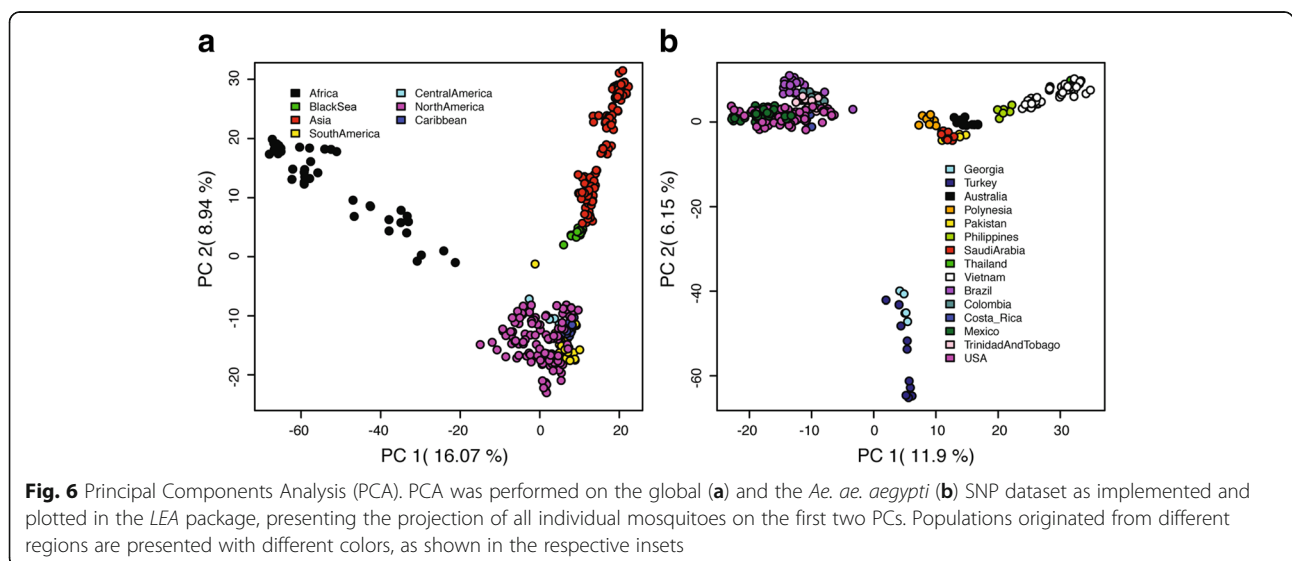 a
b
Africa
BlackSea
Asia
SouthAmerica
CentralAmerica
NorthAmerica
Caribbean
30
20
10
0
-10
-20
PC 2( 8.94 %)
-60
-40
-20
0
20
PC 1( 16.07 %)
0
-20
-40
-60
PC 2( 6.15 %)
Georgia
Turkey
Australia
Polynesia
Pakistan
Philippines
SaudiArabia
Thailand
Vietnam
Brazil
Colombia
Costa_Rica
Mexico
TrinidadAndTobago
USA
-20
-10
0
10
20
30
PC 1( 11.9 %)
Fig. 6 Principal Components Analysis (PCA). PCA was performed on the global (a) and the Ae. ae. aegypti (b) SNP dataset as implemented and
plotted in the LEA package, presenting the projection of all individual mosquitoes on the first two PCs. Populations originated from different
regions are presented with different colors, as shown in the respective insets